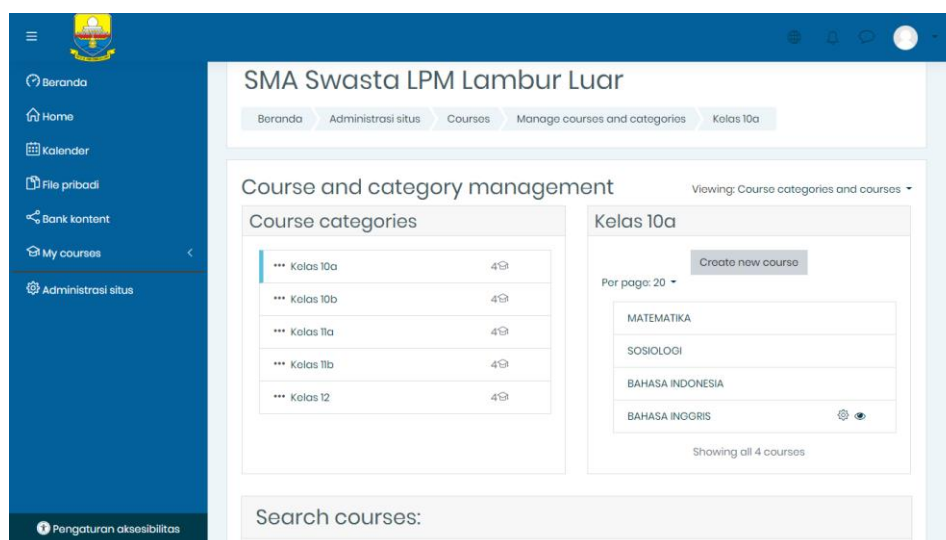 Beranda
Home
Kalender
File pribadi
Bank kontent
My courses
Administrasi situs
Pengaturan aksesibilitas
SMA Swasta LPM Lambur Luar
Beranda Administrasi situs Courses Manage courses and categories Kelas 10a
Course and category management
Viewing: Course categories and courses
Course categories
Kelas 10a 4
Kelas 10b 4
Kelas 11a 4
Kelas 11b 4
Kelas 12 4
Kelas 10a
Create new course
Per page: 20
MATEMATIKA
SOSIOLOGI
BAHASA INDONESIA
BAHASA INGGRIS
Showing all 4 courses
Search courses: